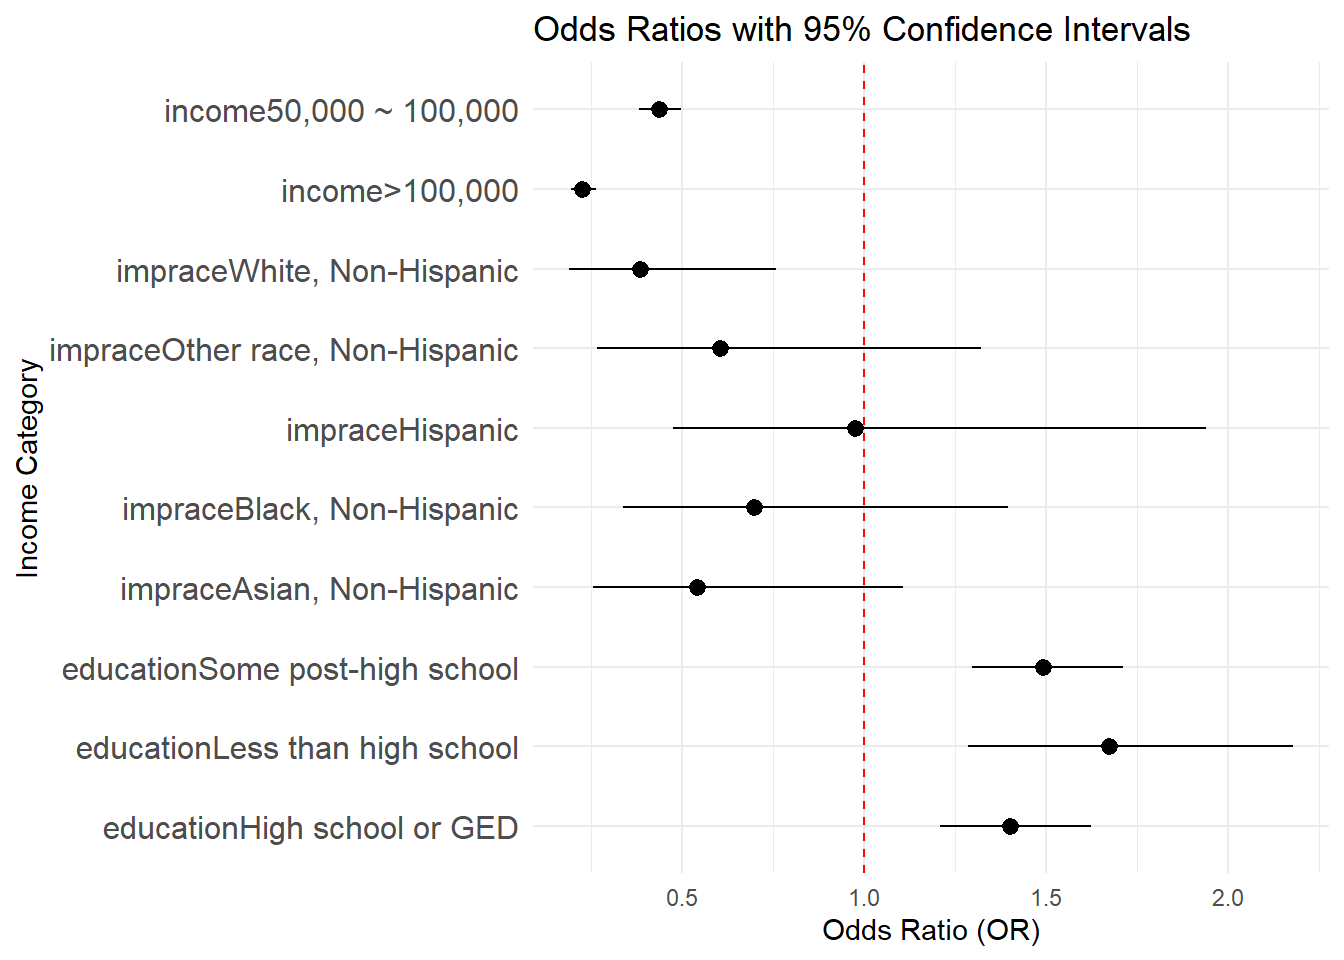 Odds Ratios with 95% Confidence Intervals
income50,000 ~ 100,000
income>100,000
impraceWhite, Non-Hispanic
impraceOther race, Non-Hispanic
impraceHispanic
impraceBlack, Non-Hispanic
impraceAsian, Non-Hispanic
educationSome post-high school
educationLess than high school
educationHigh school or GED
Income Category
0.5 1.0 1.5 2.0
Odds Ratio (OR)